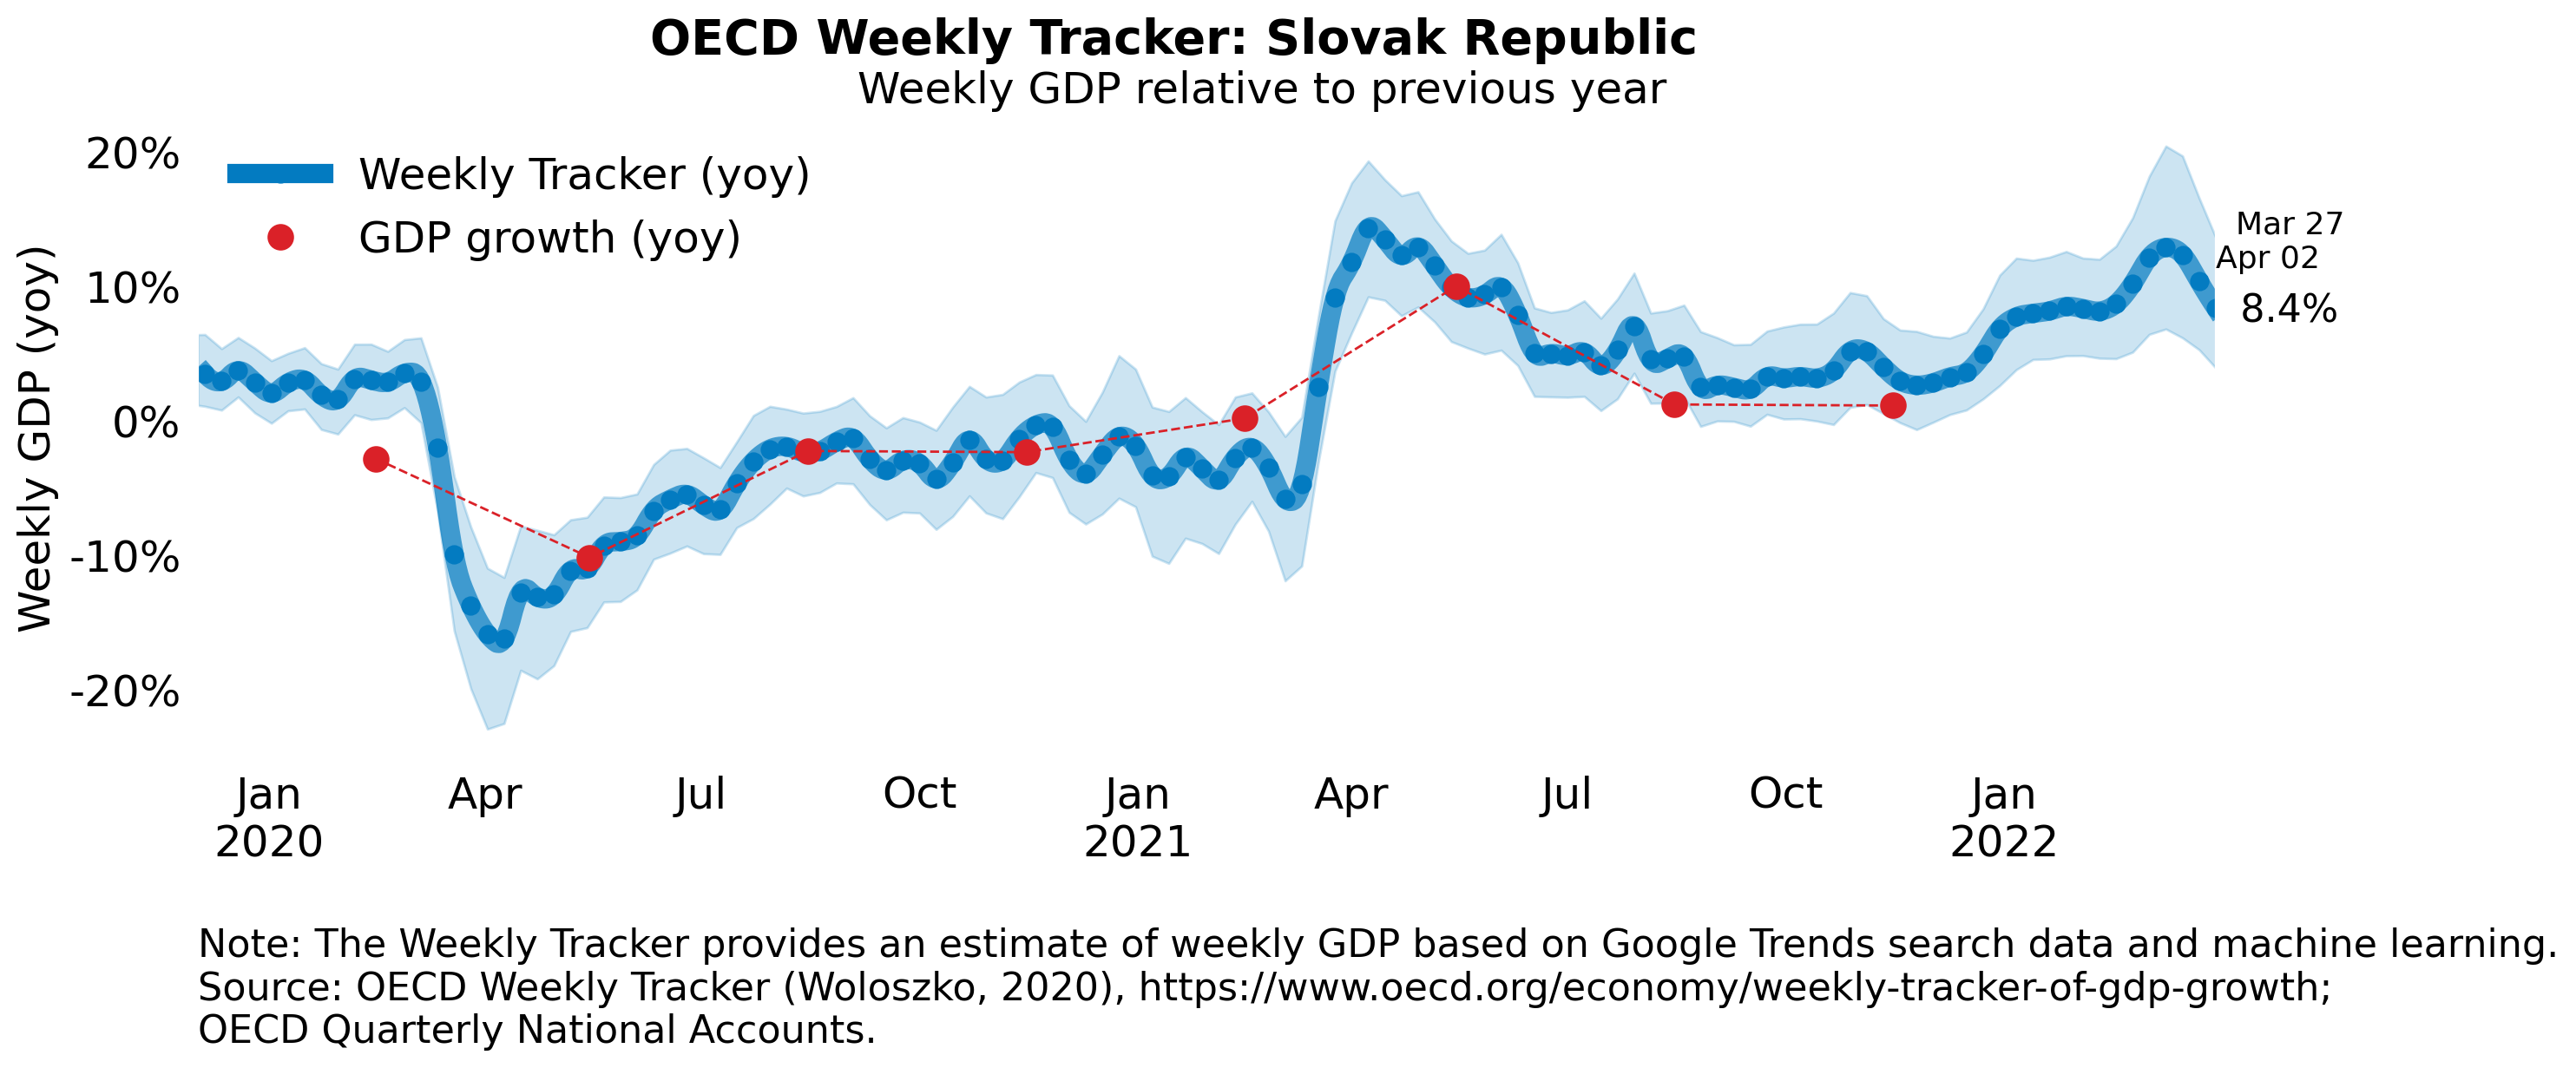 OECD Weekly Tracker: Slovak Republic
Weekly GDP relative to previous year
Weekly GDP (yoy)
20%
10%
0%
-10%
-20%
Weekly Tracker (yoy)
GDP growth (yoy)
Mar 27
Apr 02
8.4%
Jan Apr Jul Oct Jan Apr Jul Oct Jan
2020 2021 2022
Note: The Weekly Tracker provides an estimate of weekly GDP based on Google Trends search data and machine learning.
Source: OECD Weekly Tracker (Woloszko, 2020), https://www.oecd.org/economy/weekly-tracker-of-gdp-growth;
OECD Quarterly National Accounts.